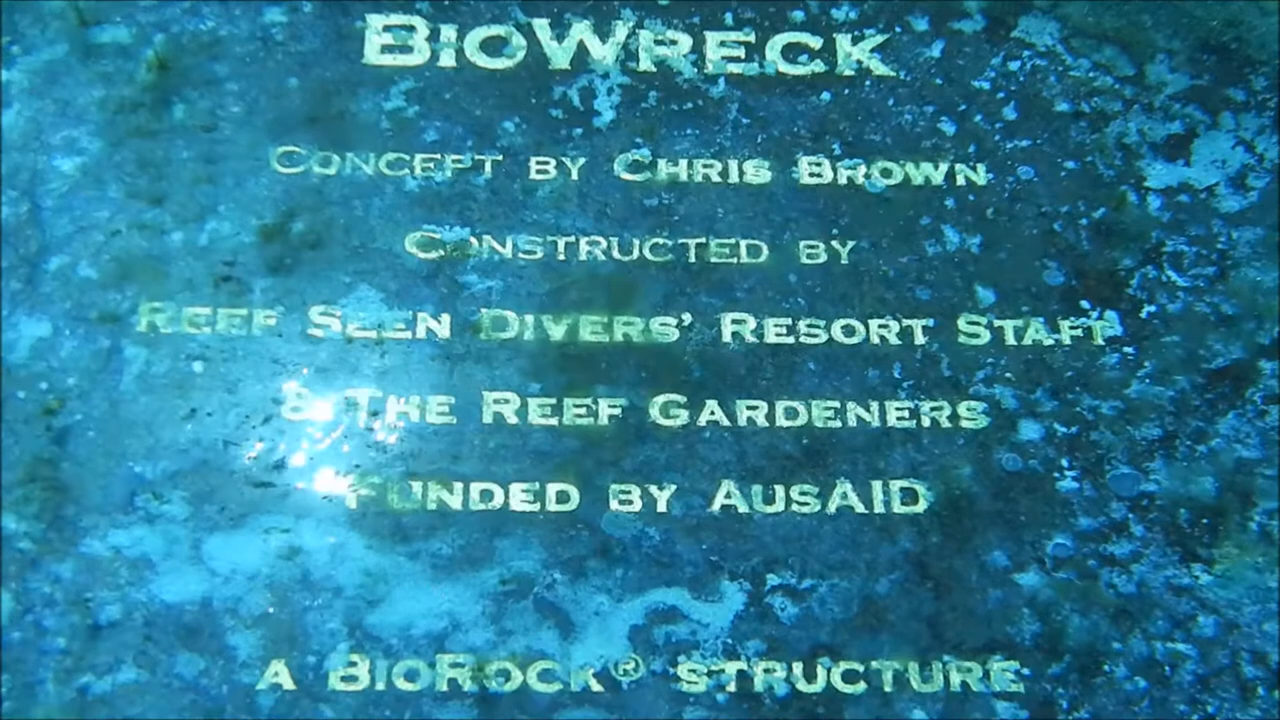 BIOWRECK
CONCEPT BY CHRIS BROWN
CONSTRUCTED BY
REEF SEEN DIVERS' RESORT STAFF
& THE REEF GARDENERS
FUNDED BY AUSAID
A BIOROCK® STRUCTURE